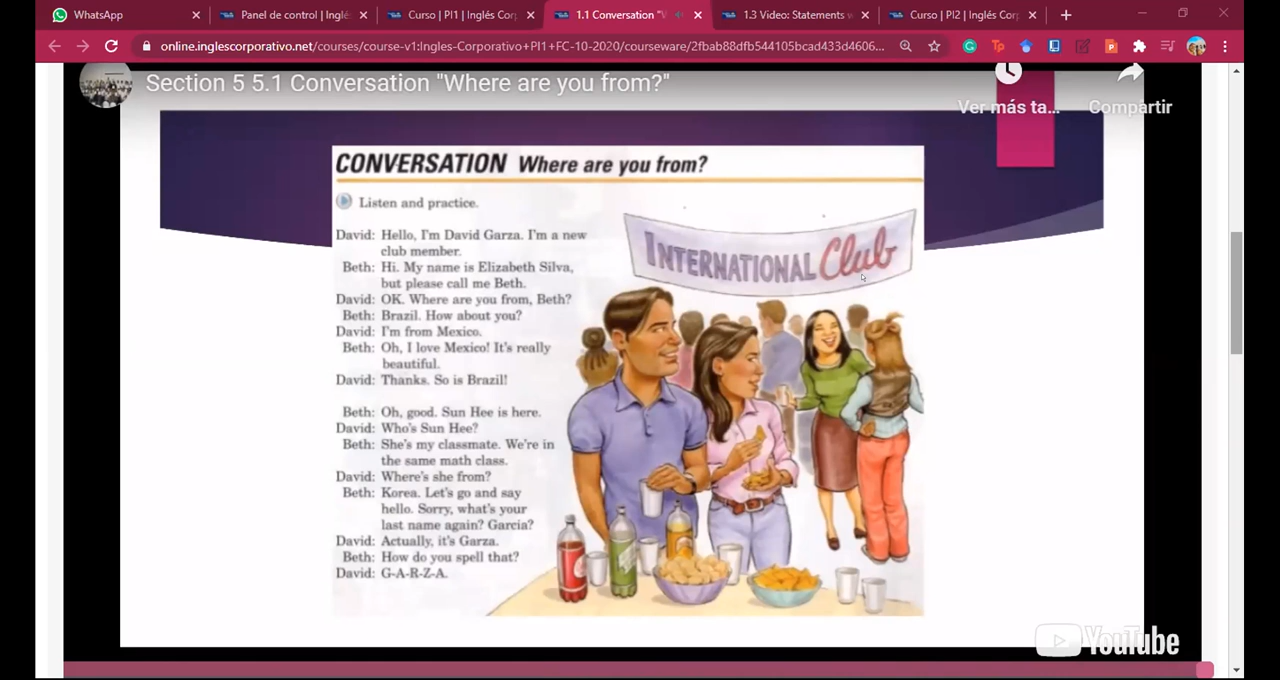 WhatsApp
Panel de control | Inglé
Curso | PI1 | Inglés Cor
1.1 Conversation "V
1.3 Video: Statements w
Curso | PI2 | Inglés Cor
online.inglescorporativo.net/courses/course-v1:Ingles-Corporativo+PI1+FC-10-2020/courseware/2fbab88dfb544105bcad433d4606...
Section 5 5.1 Conversation "Where are you from?"
Ver más ta...
Compartir
CONVERSATION Where are you from?
Listen and practice.
David: Hello, I'm David Garza. I'm a new
club member.
Beth: Hi. My name is Elizabeth Silva,
but please call me Beth.
David: OK. Where are you from, Beth?
Beth: Brazil. How about you?
David: I'm from Mexico.
Beth: Oh, I love Mexico! It's really
beautiful.
David: Thanks. So is Brazil!
Beth: Oh, good. Sun Hee is here.
David: Who's Sun Hee?
Beth: She's my classmate. We're in
the same math class.
David: Where's she from?
Beth: Korea. Let's go and say
hello. Sorry, what's your
last name again? Garcia?
David: Actually, it's Garza.
Beth: How do you spell that?
David: G-A-R-Z-A.
INTERNATIONAL Club
YouTube